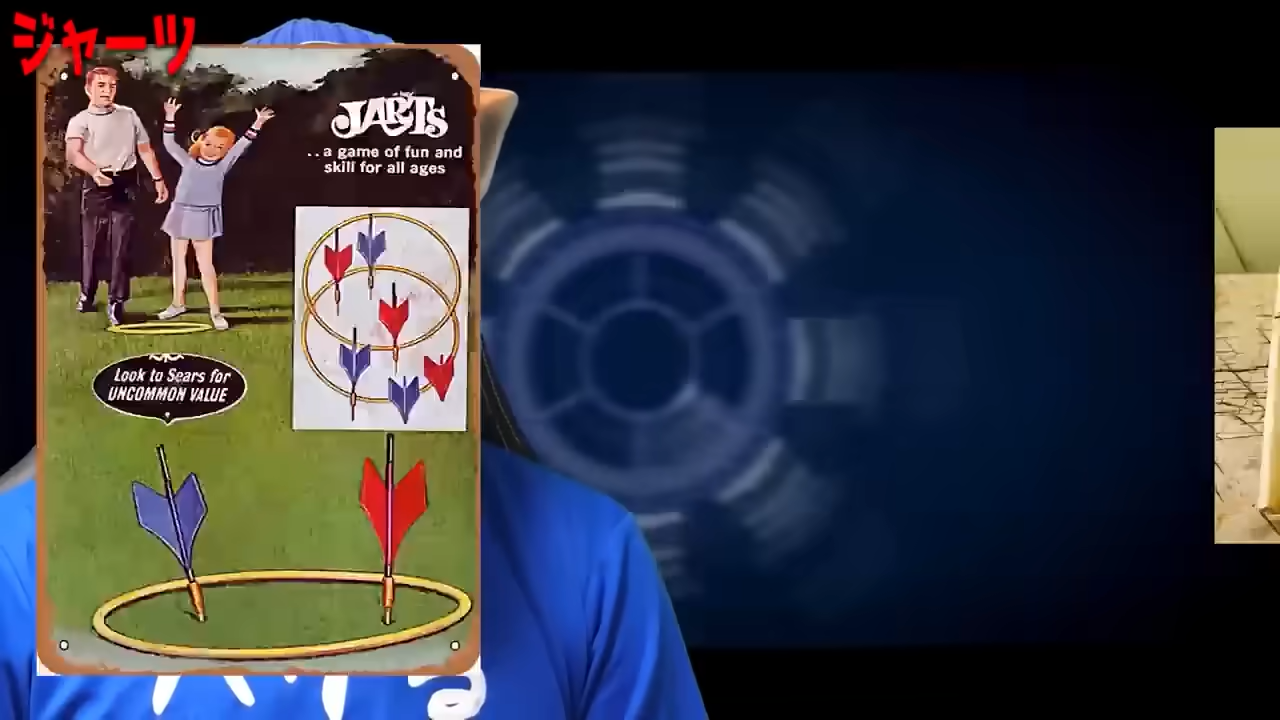 ジャーツ
JARTS
..a game of fun and
skill for all ages
Look to Sears for
UNCOMMON VALUE